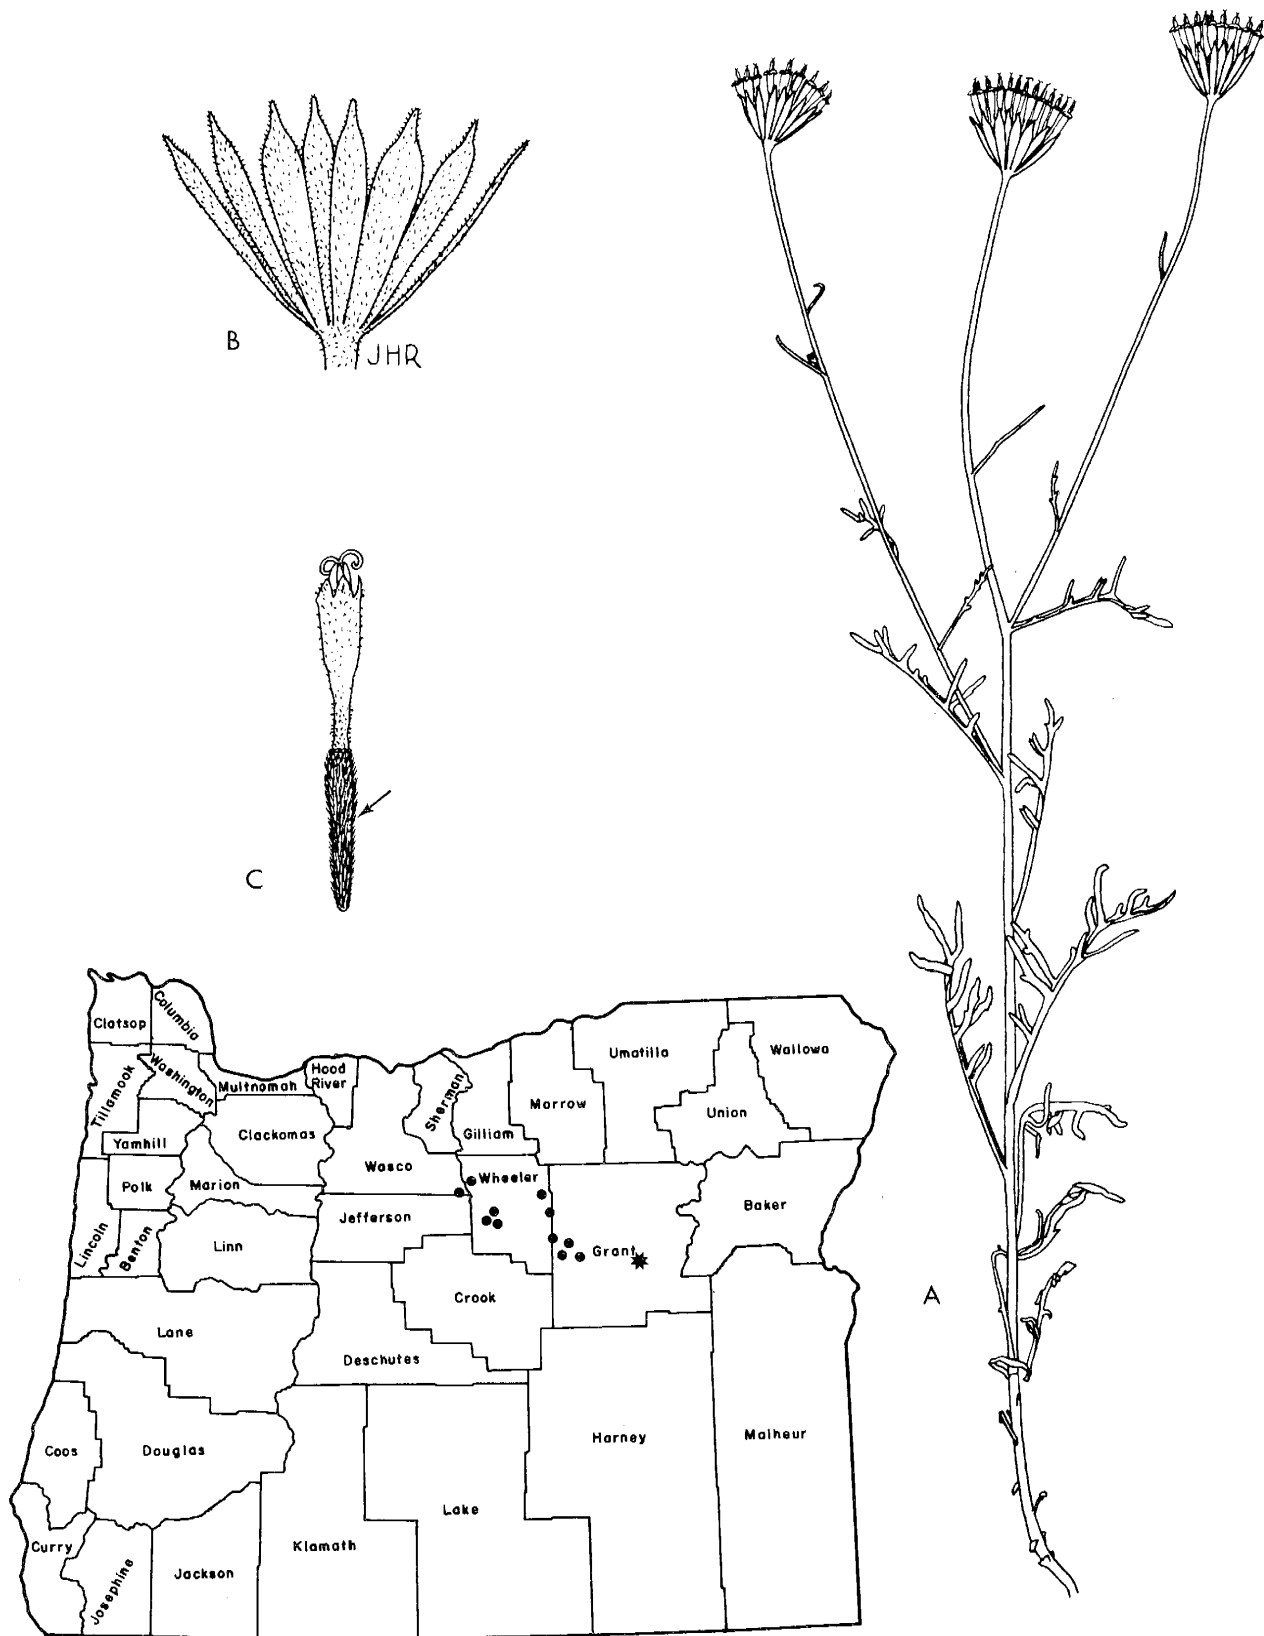 B
JHR
C
A
Clatsop
Columbia
Tillamook
Washington
Multnomah
Hood
River
Yamhill
Clackomas
Sherman
Gilliam
Morrow
Umatilla
Union
Wallowa
Polk
Marion
Wasco
Wheeler
Baker
Lincoln
Benton
Linn
Jefferson
Grant
Crook
Lane
Deschutes
Coos
Douglas
Harney
Malheur
Lake
Curry
Josephine
Jackson
Klamath